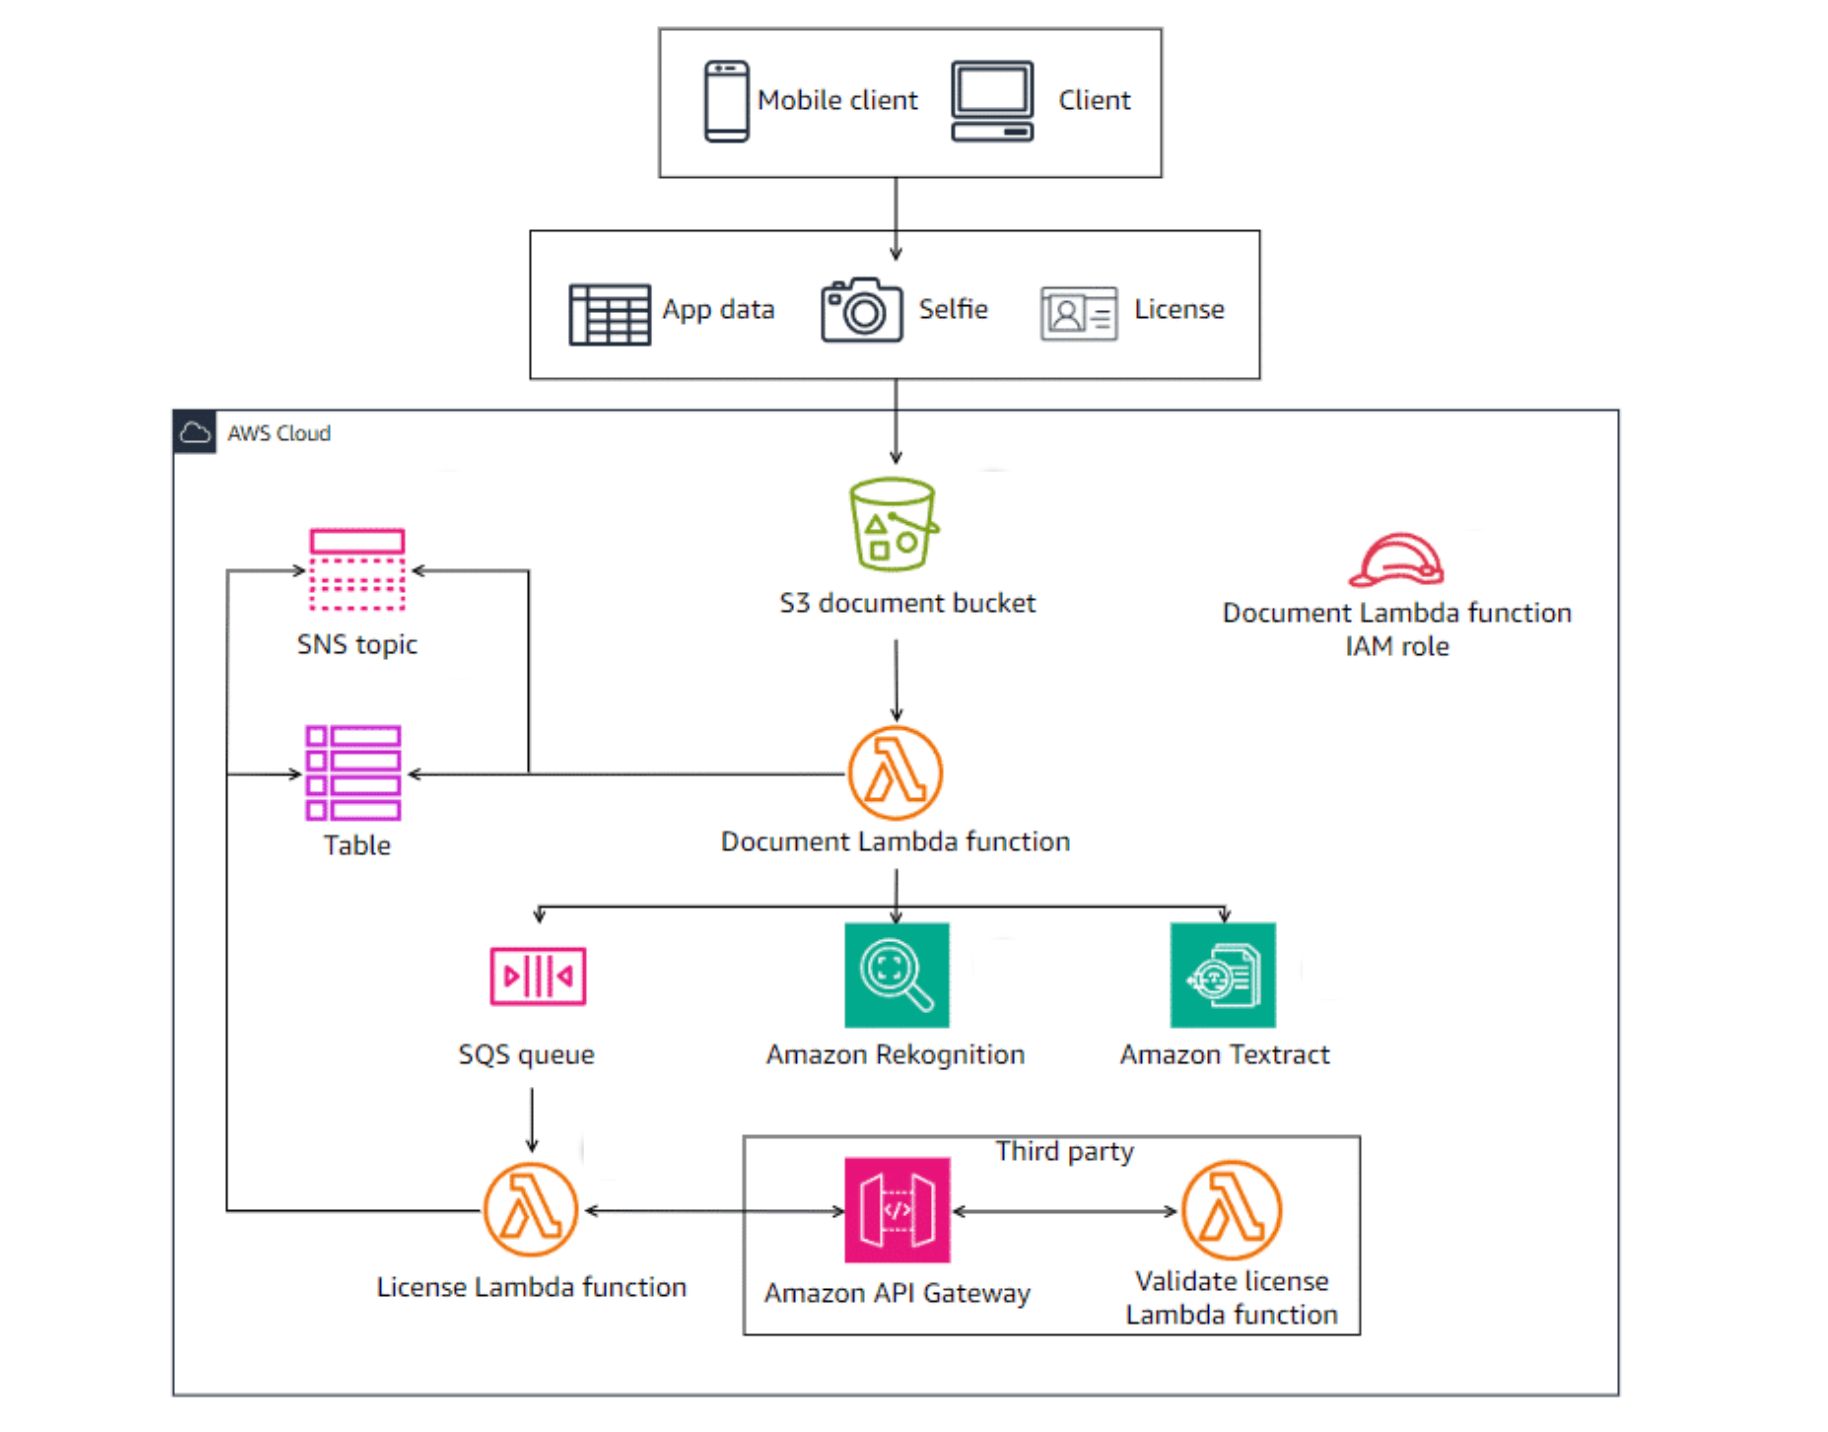 Mobile client
Client
App data
Selfie
License
AWS Cloud
S3 document bucket
SNS topic
Document Lambda function
IAM role
Table
Document Lambda function
SQS queue
Amazon Rekognition
Amazon Textract
Third party
</>
License Lambda function
Amazon API Gateway
Validate license
Lambda function